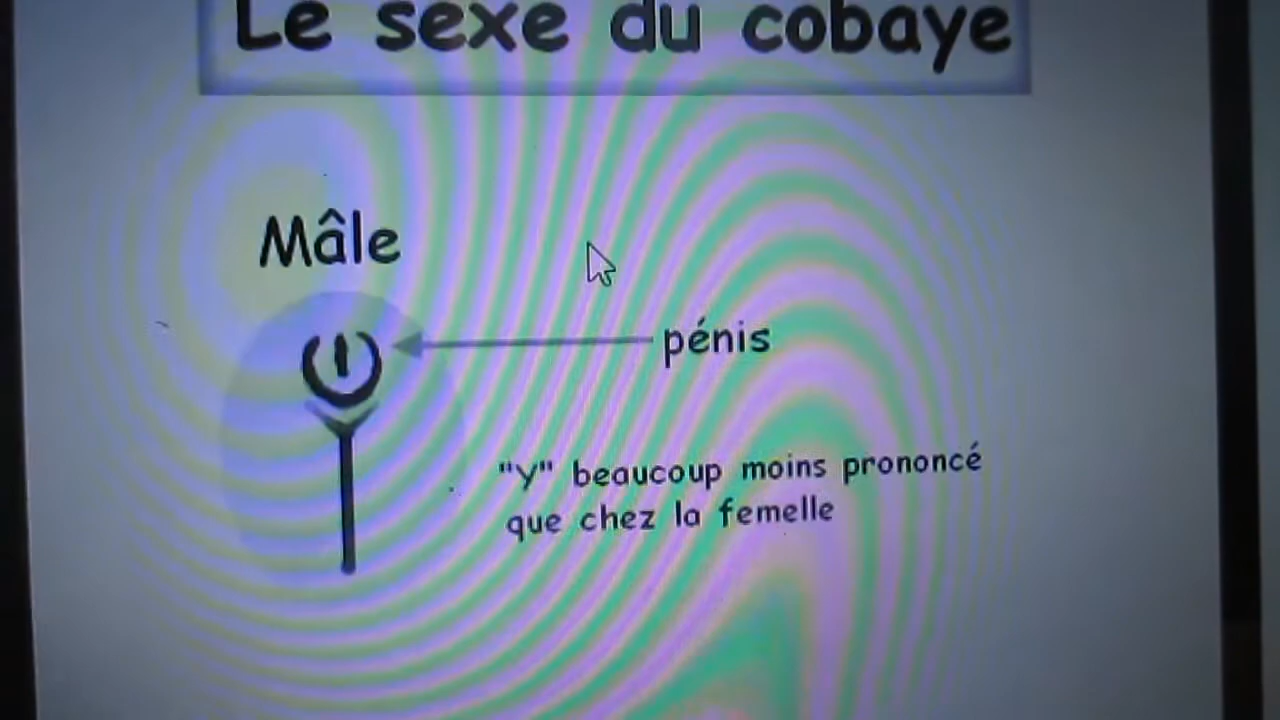 Le sexe du cobaye
Mâle
pénis
"Y" beaucoup moins prononcé
que chez la femelle